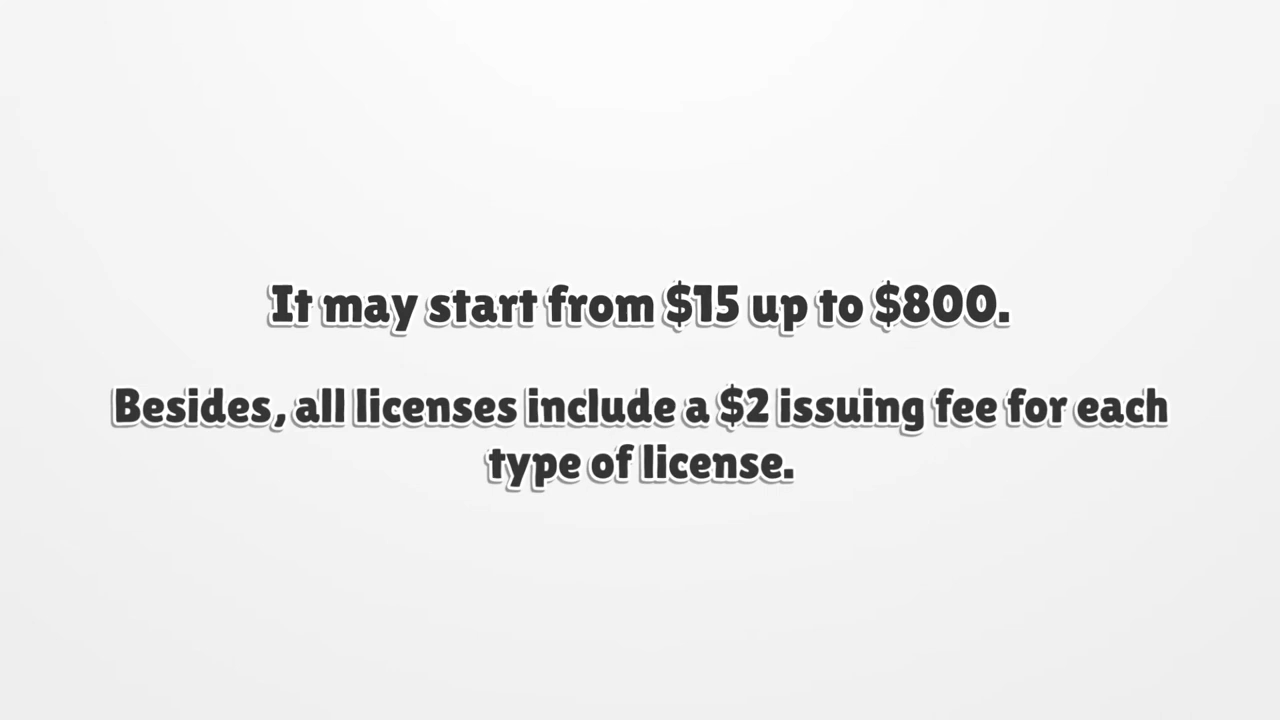 It may start from $15 up to $800.
Besides, all licenses include a $2 issuing fee for each
type of license.